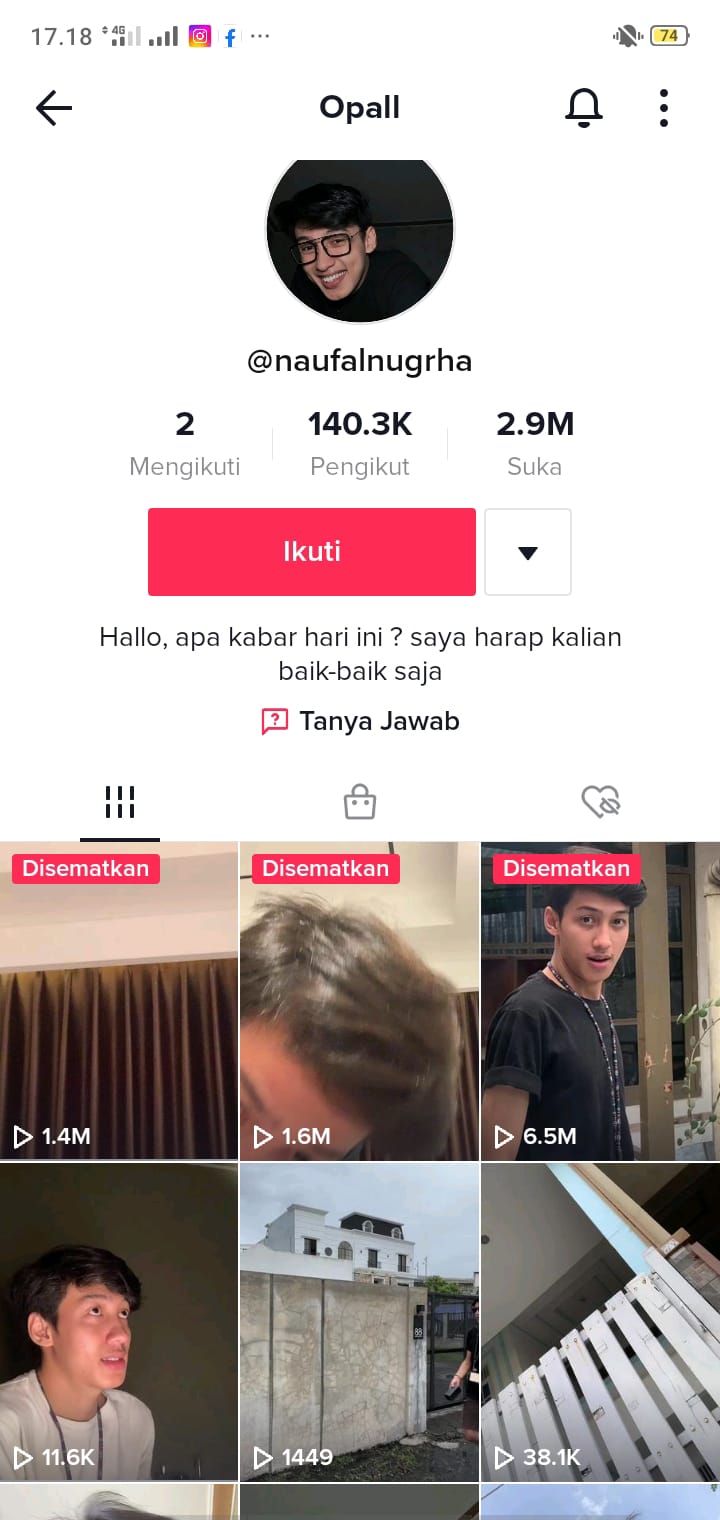 17.18 4G 74
Opall
@naufalnugrha
2 140.3K 2.9M
Mengikuti Pengikut Suka
Ikuti
Hallo, apa kabar hari ini ? saya harap kalian
baik-baik saja
Tanya Jawab
Disematkan Disematkan Disematkan
1.4M 1.6M 6.5M
88
11.6K 1449 38.1K